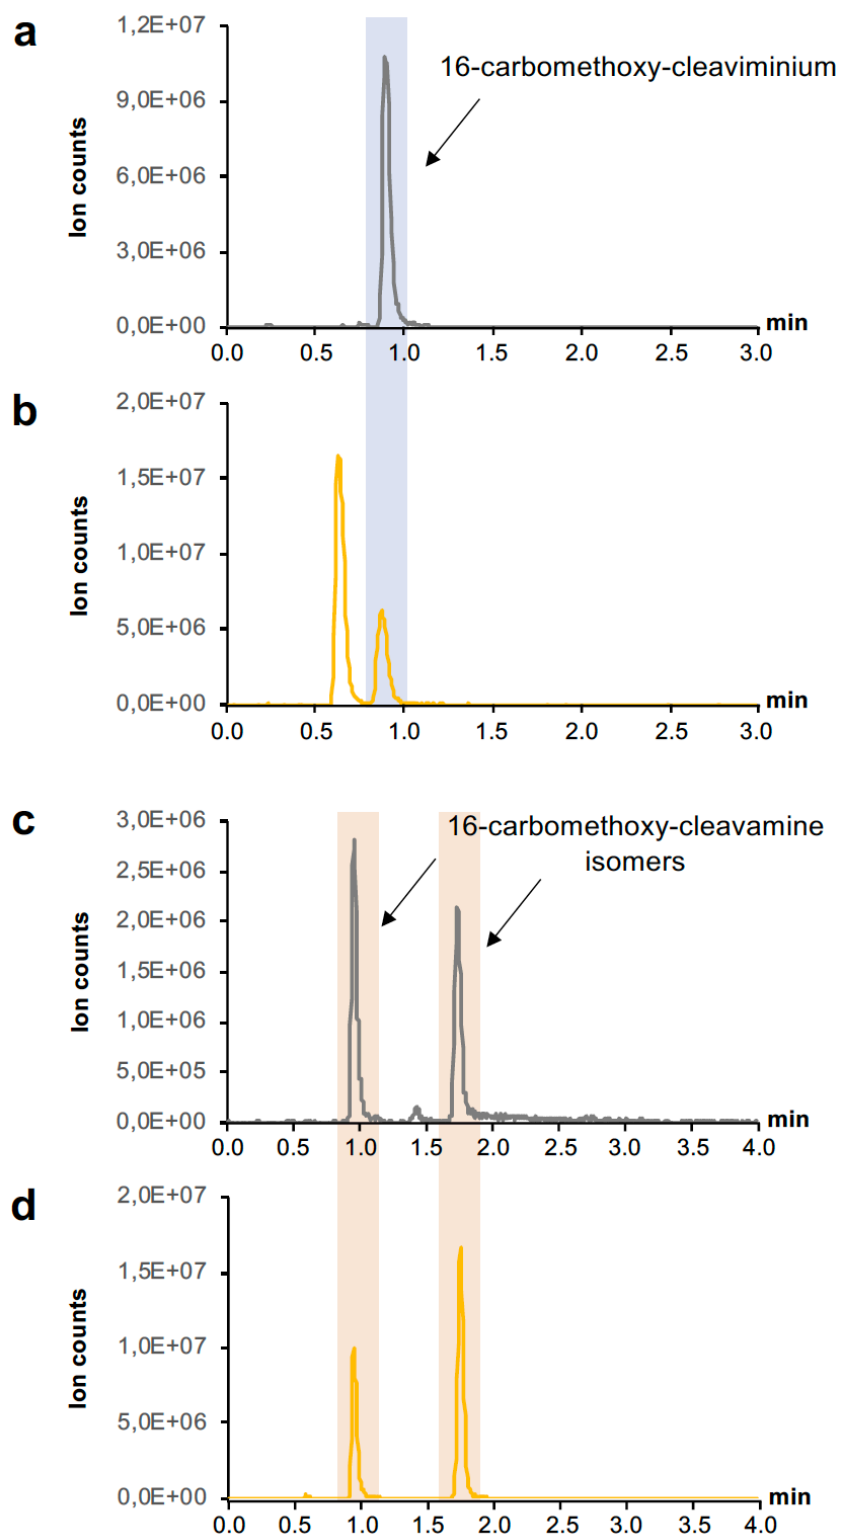 a
1,2E+07
16-carbomethoxy-cleaviminium
9,0E+06
6,0E+06
3,0E+06
0,0E+00
Ion counts
0.0 0.5 1.0 1.5 2.0 2.5 3.0
min
b
2,0E+07
1,5E+07
1,0E+07
5,0E+06
0,0E+00
Ion counts
0.0 0.5 1.0 1.5 2.0 2.5 3.0
min
c
3,0E+06
16-carbomethoxy-cleavamine
isomers
2,5E+06
2,0E+06
1,5E+06
1,0E+06
5,0E+05
0,0E+00
Ion counts
0.0 0.5 1.0 1.5 2.0 2.5 3.0 3.5 4.0
min
d
2,0E+07
1,5E+07
1,0E+07
5,0E+06
0,0E+00
Ion counts
0.0 0.5 1.0 1.5 2.0 2.5 3.0 3.5 4.0
min